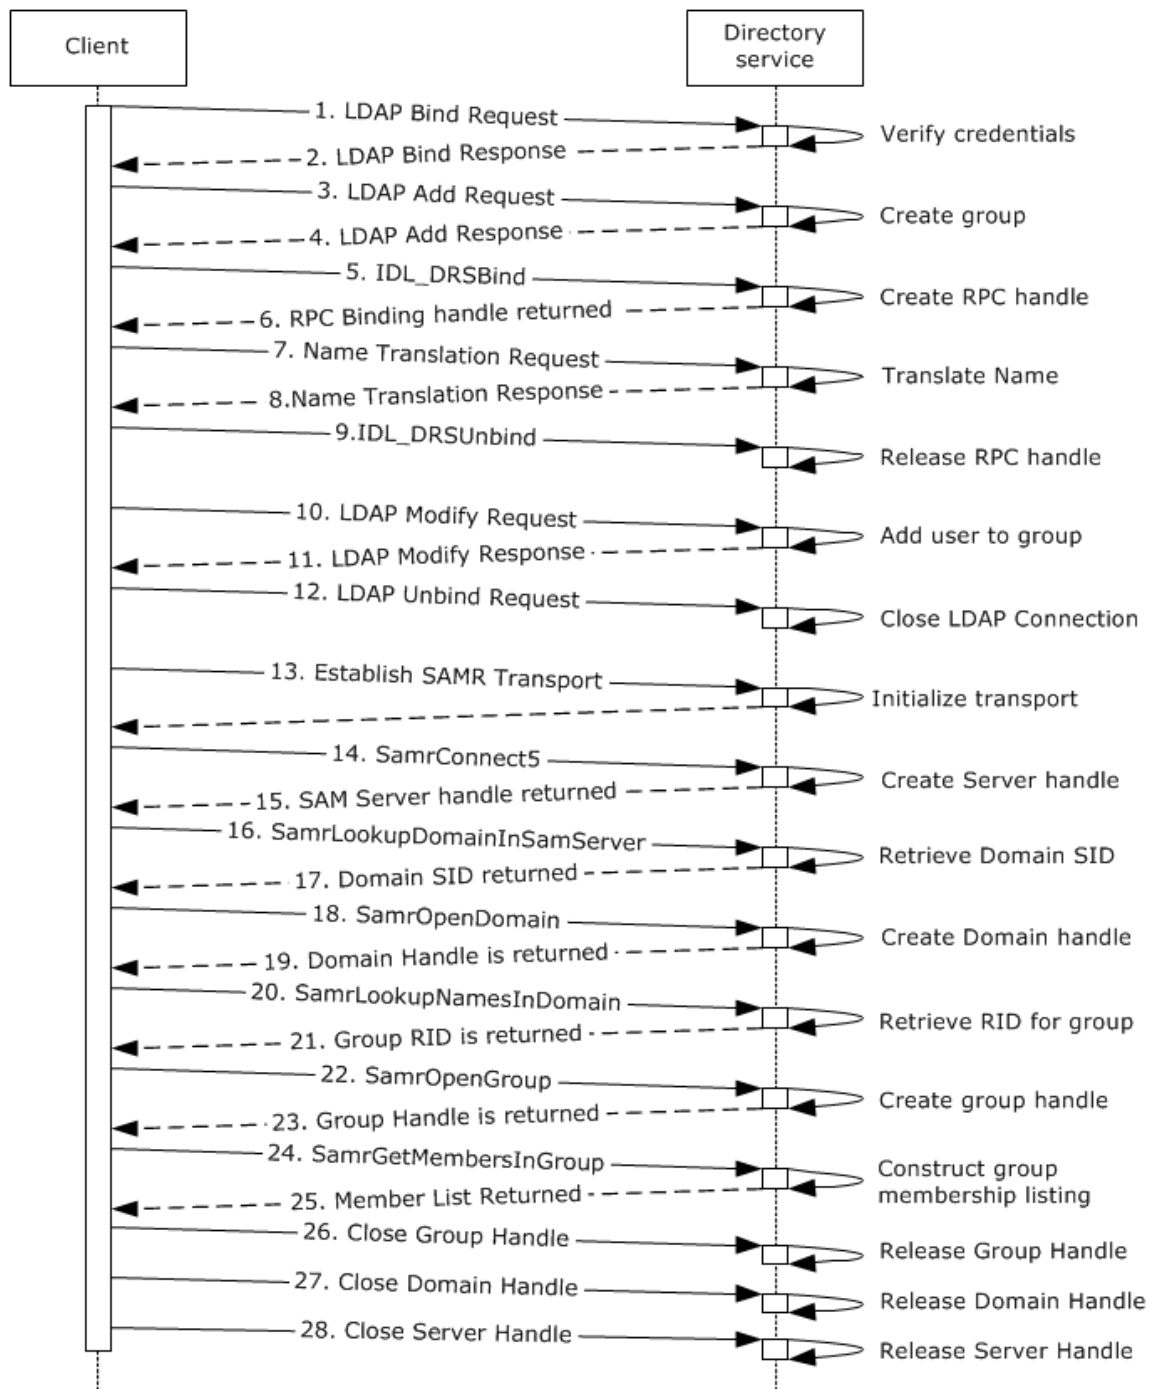 Client
Directory
service
1. LDAP Bind Request
Verify credentials
2. LDAP Bind Response
3. LDAP Add Request
Create group
4. LDAP Add Response
5. IDL_DRSBind
Create RPC handle
6. RPC Binding handle returned
7. Name Translation Request
Translate Name
8.Name Translation Response
9.IDL_DRSUnbind
Release RPC handle
10. LDAP Modify Request
Add user to group
11. LDAP Modify Response
12. LDAP Unbind Request
Close LDAP Connection
13. Establish SAMR Transport
Initialize transport
14. SamrConnect5
Create Server handle
15. SAM Server handle returned
16. SamrLookupDomainInSamServer
Retrieve Domain SID
17. Domain SID returned
18. SamrOpenDomain
Create Domain handle
19. Domain Handle is returned
20. SamrLookupNamesInDomain
Retrieve RID for group
21. Group RID is returned
22. SamrOpenGroup
Create group handle
23. Group Handle is returned
24. SamrGetMembersInGroup
Construct group
membership listing
25. Member List Returned
26. Close Group Handle
Release Group Handle
27. Close Domain Handle
Release Domain Handle
28. Close Server Handle
Release Server Handle